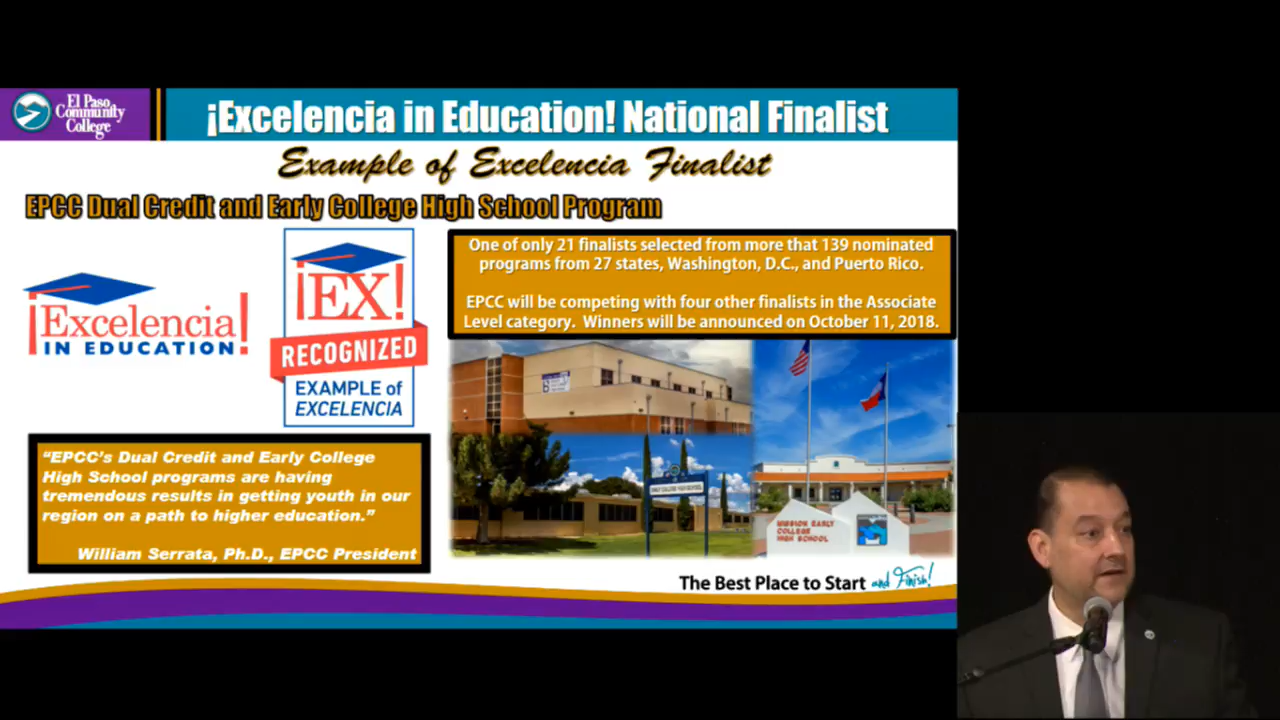 El Paso
Community
College
¡Excelencia in Education! National Finalist
Example of Excelencia Finalist
EPCC Dual Credit and Early College High School Program
¡Excelencia!
IN EDUCATION
¡EX!
RECOGNIZED
EXAMPLE of
EXCELENCIA
One of only 21 finalists selected from more that 139 nominated
programs from 27 states, Washington, D.C., and Puerto Rico.
EPCC will be competing with four other finalists in the Associate
Level category. Winners will be announced on October 11, 2018.
MISSION EARLY
COLLEGE
HIGH SCHOOL
“EPCC’s Dual Credit and Early College
High School programs are having
tremendous results in getting youth in our
region on a path to higher education.”
William Serrata, Ph.D., EPCC President
The Best Place to Start and Finish!